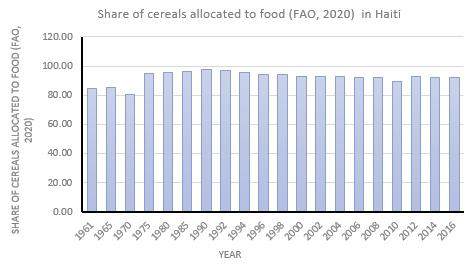 Share of cereals allocated to food (FAO, 2020)  in Haiti
SHARE OF CEREALS ALLOCATED TO FOOD (FAO,
2020)
120.00
100.00
80.00
60.00
40.00
20.00
0.00
1961 1965 1970 1975 1980 1985 1990 1992 1994 1996 1998 2000 2002 2004 2006 2008 2010 2012 2014 2016
YEAR